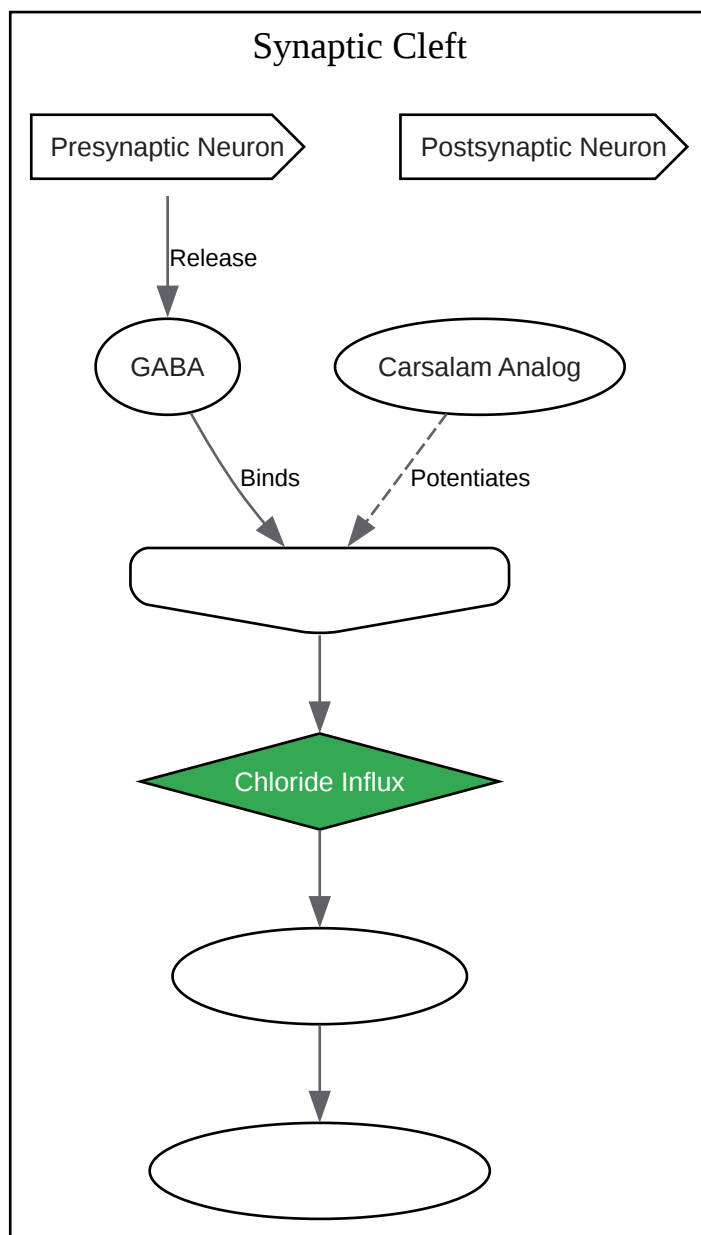 Synaptic Cleft
Presynaptic Neuron
Postsynaptic Neuron
Release
GABA
Carsalam Analog
Binds
Potentiates
Chloride Influx